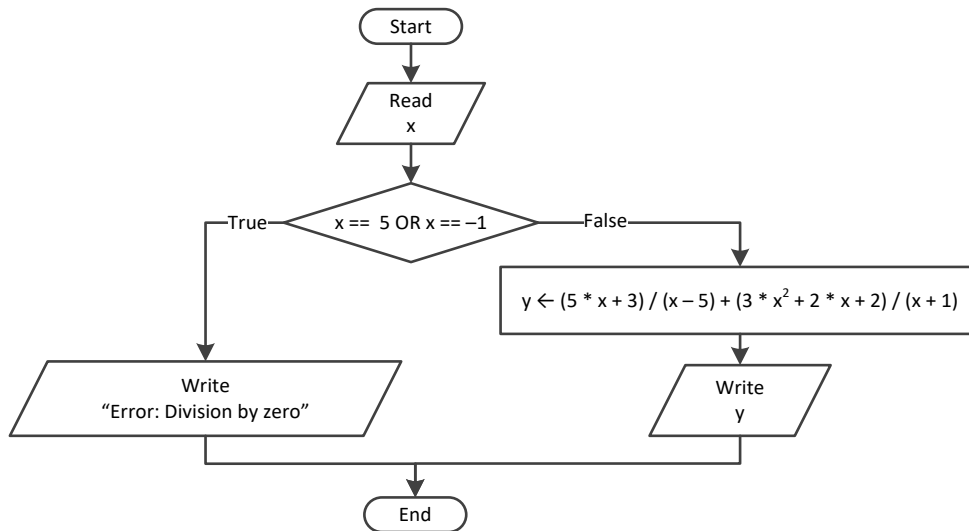 Start
Read
x
x == 5 OR x == –1
True
False
y ← (5 * x + 3) / (x – 5) + (3 * x² + 2 * x + 2) / (x + 1)
Write
“Error: Division by zero”
Write
y
End